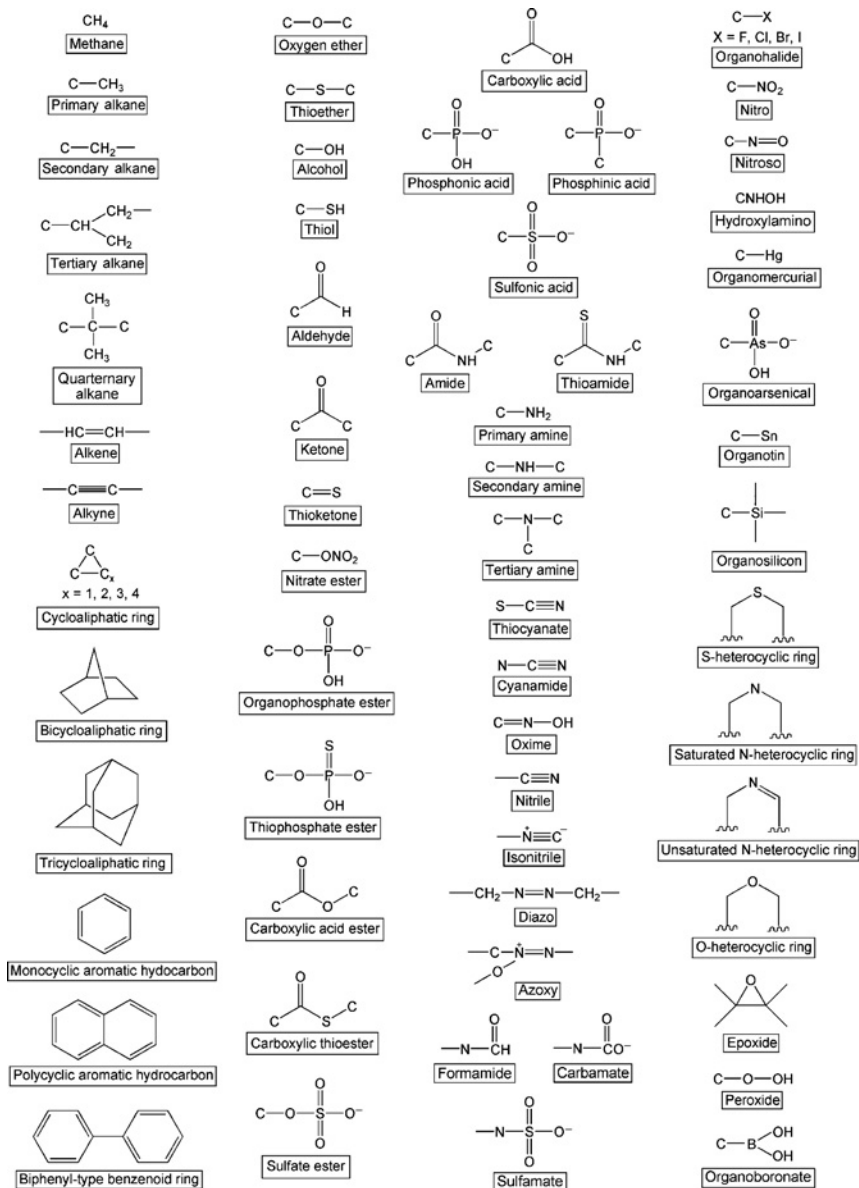 CH₄
Methane
C—CH₃
Primary alkane
C—CH₂—
Secondary alkane
CH₂—
C—CH
CH₂
Tertiary alkane
CH₃
C—C—C
CH₃
Quarternary
alkane
—HC=CH—
Alkene
—C≡C—
Alkyne
C
C C x
x = 1, 2, 3, 4
Cycloaliphatic ring
Bicycloaliphatic ring
Tricycloaliphatic ring
Monocyclic aromatic hydocarbon
Polycyclic aromatic hydrocarbon
Biphenyl-type benzenoid ring
C—O—C
Oxygen ether
C—S—C
Thioether
C—OH
Alcohol
C—SH
Thiol
O
C H
Aldehyde
O
C C
Ketone
C=S
Thioketone
C—ONO₂
Nitrate ester
O
C—O—P—O⁻
OH
Organophosphate ester
S
C—O—P—O⁻
OH
Thiophosphate ester
O
C O C
Carboxylic acid ester
O
C S C
Carboxylic thioester
O
C—O—S—O⁻
O
Sulfate ester
O
C OH
Carboxylic acid
O
C—P—O⁻
OH
Phosphonic acid
O
C—P—O⁻
C
Phosphinic acid
O
C—S—O⁻
O
Sulfonic acid
O
C NH C
Amide
S
C NH C
Thioamide
C—NH₂
Primary amine
C—NH—C
Secondary amine
C—N—C
C
Tertiary amine
S—C≡N
Thiocyanate
N—C≡N
Cyanamide
C=N—OH
Oxime
—C≡N
Nitrile
—N⁺≡C⁻
Isonitrile
—CH₂—N=N—CH₂—
Diazo
—C—N⁺=N—
O
Azoxy
O
—N—CH
Formamide
O
—N—CO⁻
Carbamate
O
—N—S—O⁻
O
Sulfamate
C—X
X = F, Cl, Br, I
Organohalide
C—NO₂
Nitro
C—N=O
Nitroso
CNHOH
Hydroxylamino
C—Hg
Organomercurial
O
C—As—O⁻
OH
Organoarsenical
C—Sn
Organotin
C—Si—
Organosilicon
S
S-heterocyclic ring
N
Saturated N-heterocyclic ring
N
Unsaturated N-heterocyclic ring
O
O-heterocyclic ring
O
Epoxide
C—O—OH
Peroxide
OH
C—B
OH
Organoboronate